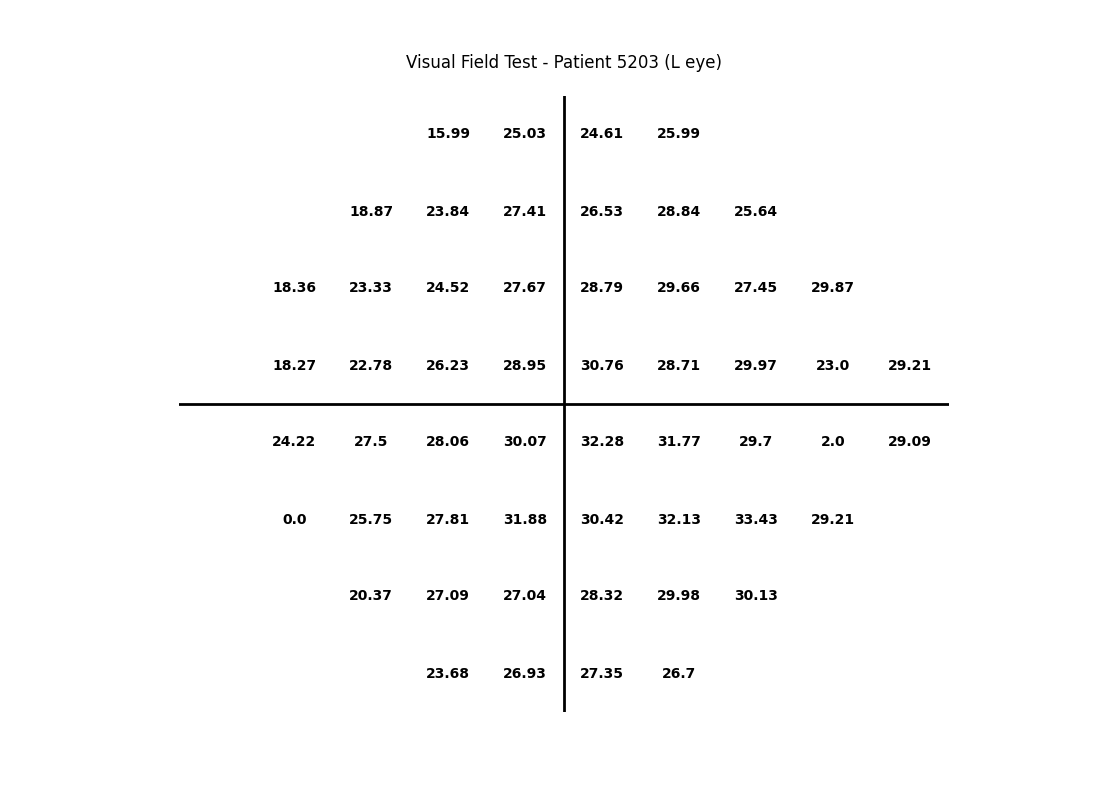 Visual Field Test - Patient 5203 (L eye)
15.99 25.03 24.61 25.99
18.87 23.84 27.41 26.53 28.84 25.64
18.36 23.33 24.52 27.67 28.79 29.66 27.45 29.87
18.27 22.78 26.23 28.95 30.76 28.71 29.97 23.0 29.21
24.22 27.5 28.06 30.07 32.28 31.77 29.7 2.0 29.09
0.0 25.75 27.81 31.88 30.42 32.13 33.43 29.21
20.37 27.09 27.04 28.32 29.98 30.13
23.68 26.93 27.35 26.7